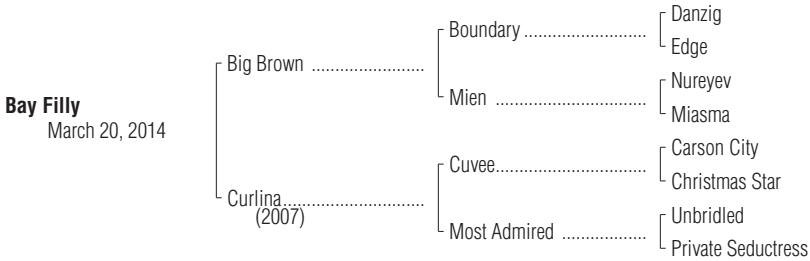 Danzig
Boundary ..............................
Edge
Big Brown ...........................
Nureyev
Mien .....................................
Miasma
Bay Filly
March 20, 2014
Carson City
Cuvee.....................................
Christmas Star
Curlina..................................
(2007)
Unbridled
Most Admired .....................
Private Seductress